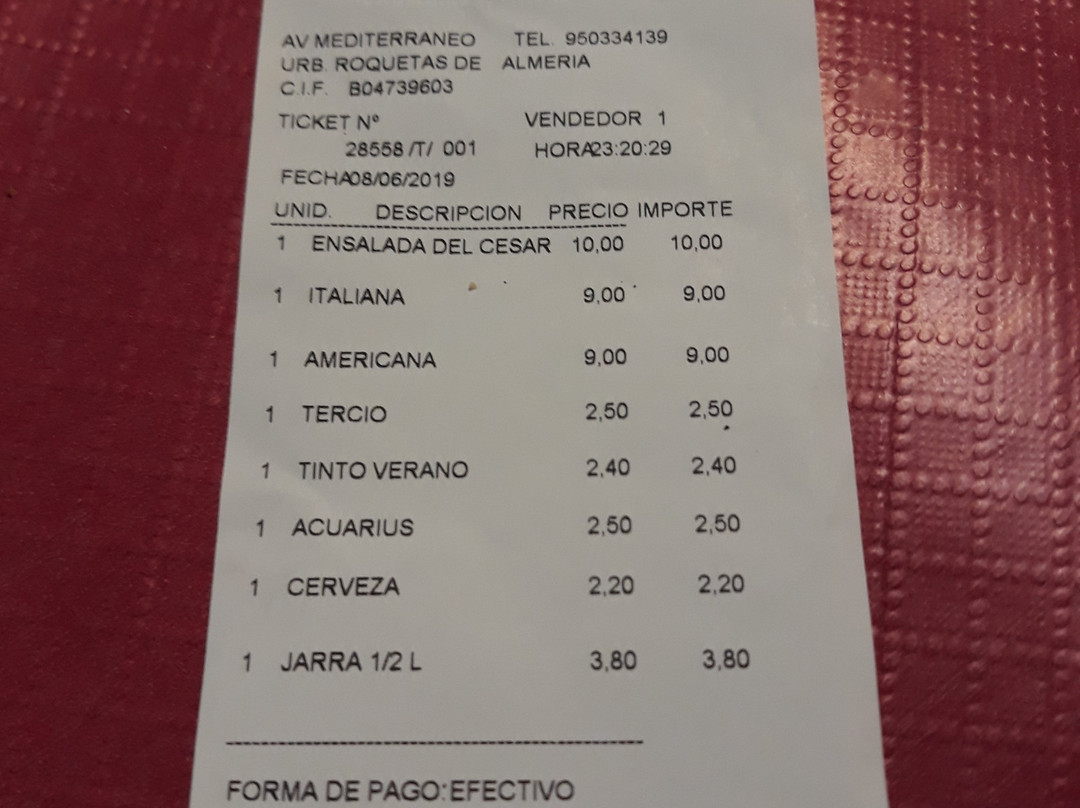 AV MEDITERRANEO TEL. 950334139
URB. ROQUETAS DE ALMERIA
C.I.F. B04739603
TICKET Nº VENDEDOR 1
28558 /T/ 001 HORA23:20:29
FECHA08/06/2019
UNID. DESCRIPCION PRECIO IMPORTE
1 ENSALADA DEL CESAR 10,00 10,00
1 ITALIANA 9,00 9,00
1 AMERICANA 9,00 9,00
1 TERCIO 2,50 2,50
1 TINTO VERANO 2,40 2,40
1 ACUARIUS 2,50 2,50
1 CERVEZA 2,20 2,20
1 JARRA 1/2 L 3,80 3,80
FORMA DE PAGO:EFECTIVO